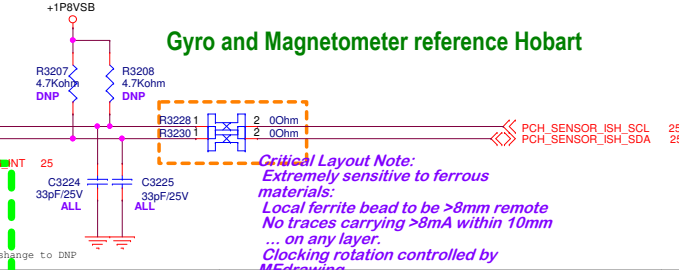 +1P8VSB
Gyro and Magnetometer reference Hobart
R3207
4.7Kohm
DNP
R3208
4.7Kohm
DNP
R3228 1 2 0Ohm
R3230 1 2 0Ohm
PCH_SENSOR_ISH_SCL 25
PCH_SENSOR_ISH_SDA 25
_INT 25
C3224
33pF/25V
ALL
C3225
33pF/25V
ALL
Critical Layout Note:
Extremely sensitive to ferrous
materials:
Local ferrite bead to be >8mm remote
No traces carrying >8mA within 10mm
... on any layer.
Clocking rotation controlled by
MEdrawing
change to DNP